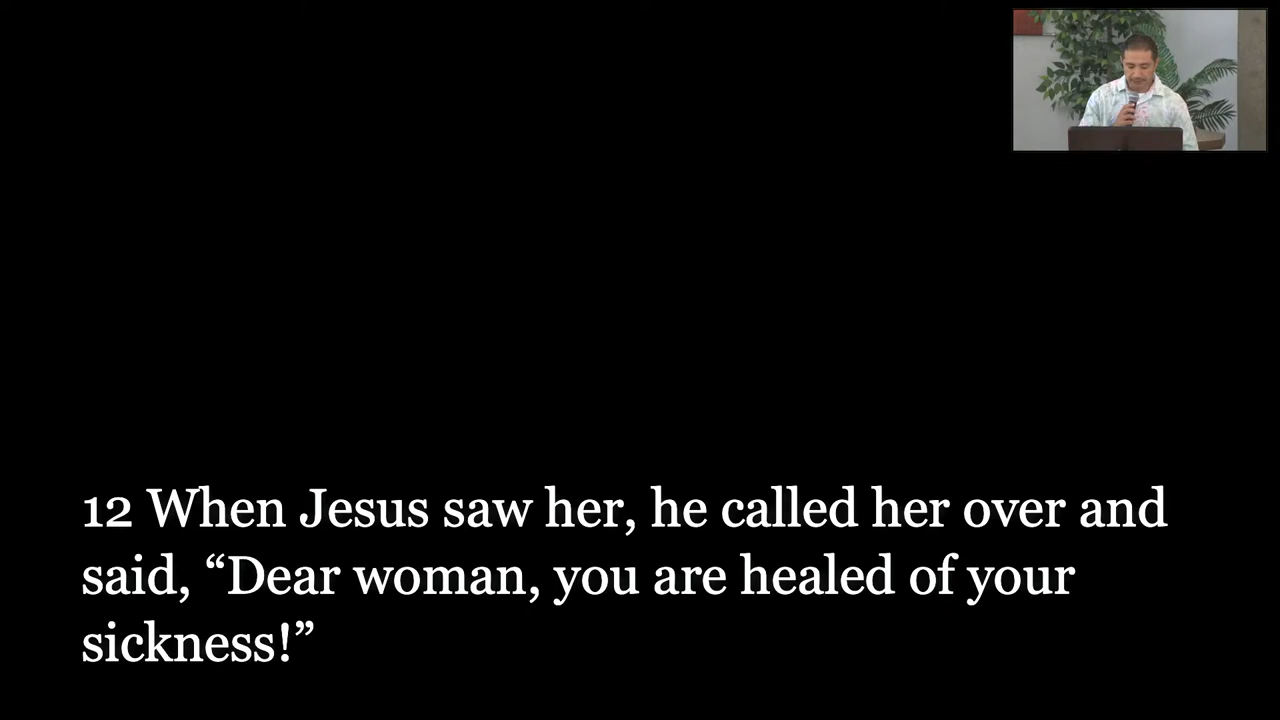 12 When Jesus saw her, he called her over and
said, “Dear woman, you are healed of your
sickness!”